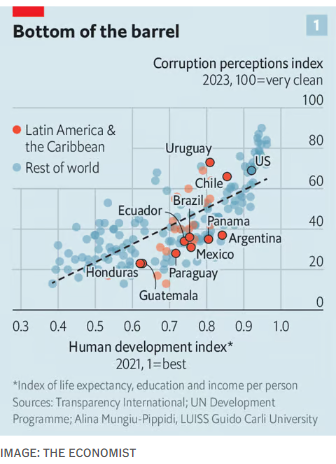 Bottom of the barrel
1
Corruption perceptions index
2023, 100=very clean
100
Latin America &
the Caribbean
Rest of world
Uruguay
US
80
Chile
Brazil
60
Ecuador
Panama
40
Argentina
Mexico
20
Honduras
Paraguay
Guatemala
0
0.3 0.4 0.5 0.6 0.7 0.8 0.9 1.0
Human development index*
2021, 1=best
*Index of life expectancy, education and income per person
Sources: Transparency International; UN Development
Programme; Alina Mungiu-Pippidi, LUISS Guido Carli University
IMAGE: THE ECONOMIST